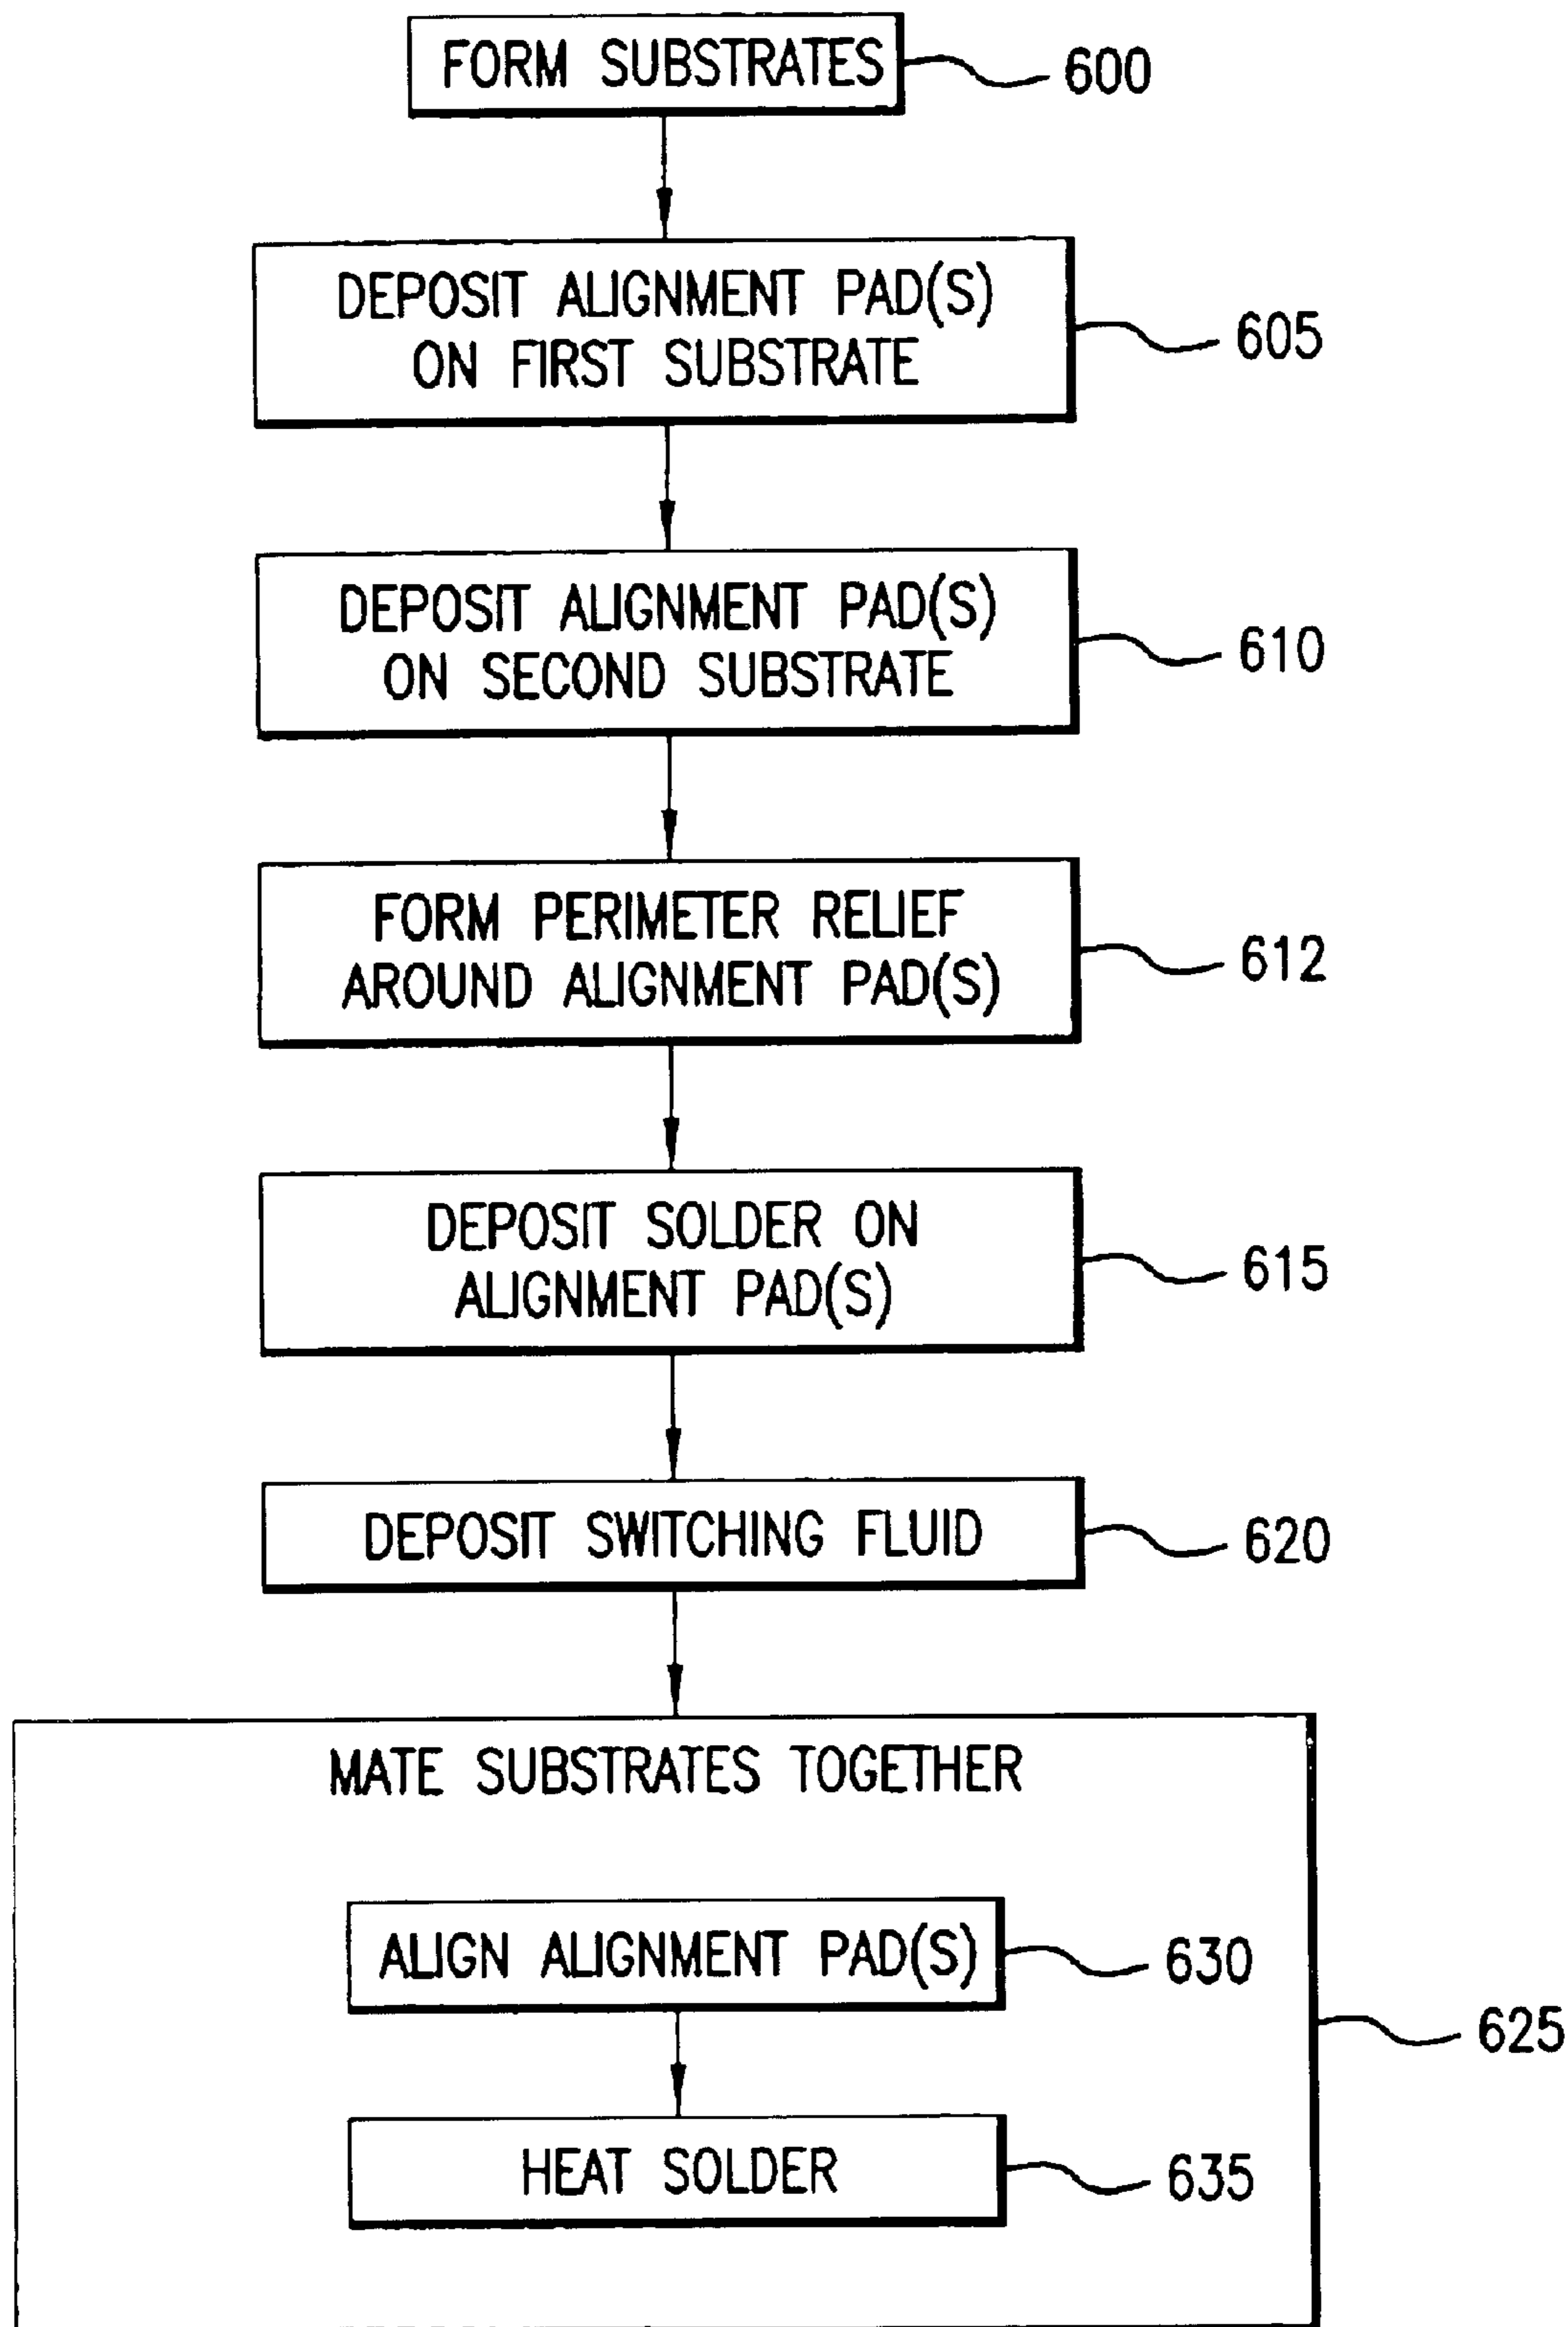 FORM SUBSTRATES
600
DEPOSIT ALIGNMENT PAD(S)
ON FIRST SUBSTRATE
605
DEPOSIT ALIGNMENT PAD(S)
ON SECOND SUBSTRATE
610
FORM PERIMETER RELIEF
AROUND ALIGNMENT PAD(S)
612
DEPOSIT SOLDER ON
ALIGNMENT PAD(S)
615
DEPOSIT SWITCHING FLUID
620
MATE SUBSTRATES TOGETHER
ALIGN ALIGNMENT PAD(S)
630
625
HEAT SOLDER
635